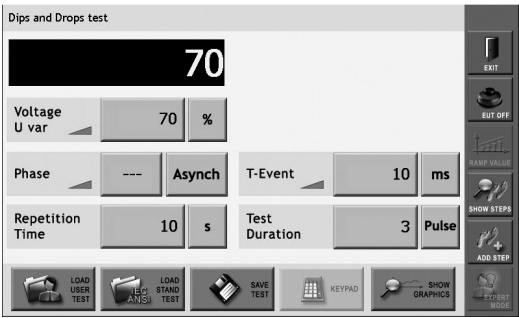 Dips and Drops test
70
EXIT
Voltage
U var
70
%
EUT OFF
RAMP VALUE
Phase
---
Asynch
T-Event
10
ms
SHOW STEPS
Repetition
Time
10
s
Test
Duration
3
Pulse
ADD STEP
LOAD
USER
TEST
IEC
ANSI
LOAD
STAND
TEST
SAVE
TEST
KEYPAD
SHOW
GRAPHICS
EXPERT
MODE